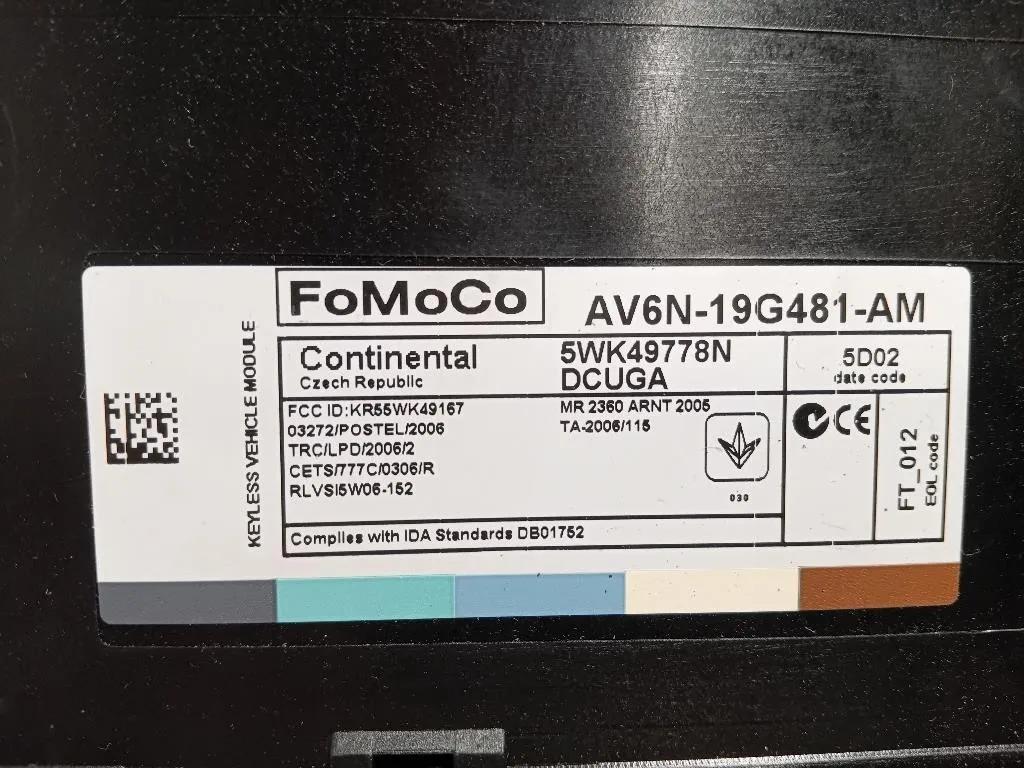 FoMoCo
AV6N-19G481-AM
KEYLESS VEHICLE MODULE
Continental
Czech Republic
5WK49778N
DCUGA
5D02
date code
FCC ID:KR55WK49167
03272/POSTEL/2006
TRC/LPD/2006/2
CETS/777C/0306/R
RLVSI5W06-152
MR 2360 ARNT 2005
TA-2006/115
030
CE
FT_012
EOL code
Complies with IDA Standards DB01752